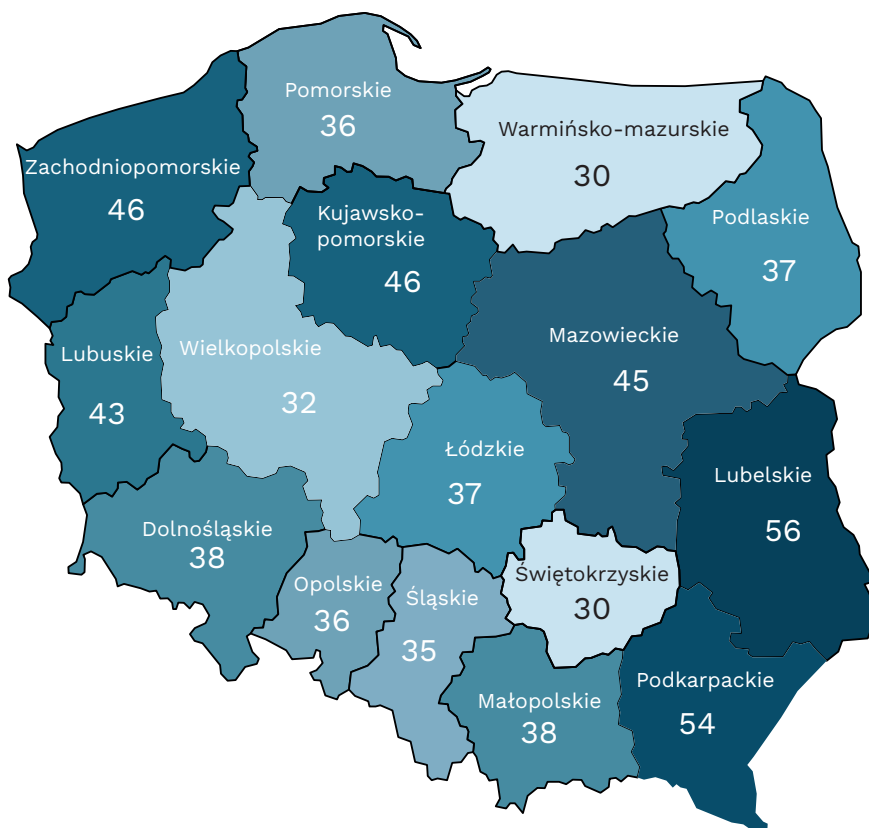 Pomorskie
36
Warmińsko-mazurskie
30
Zachodniopomorskie
46
Kujawsko-
pomorskie
46
Podlaskie
37
Lubuskie
43
Wielkopolskie
32
Mazowieckie
45
Łódzkie
37
Lubelskie
56
Dolnośląskie
38
Opolskie
36
Śląskie
35
Świętokrzyskie
30
Małopolskie
38
Podkarpackie
54